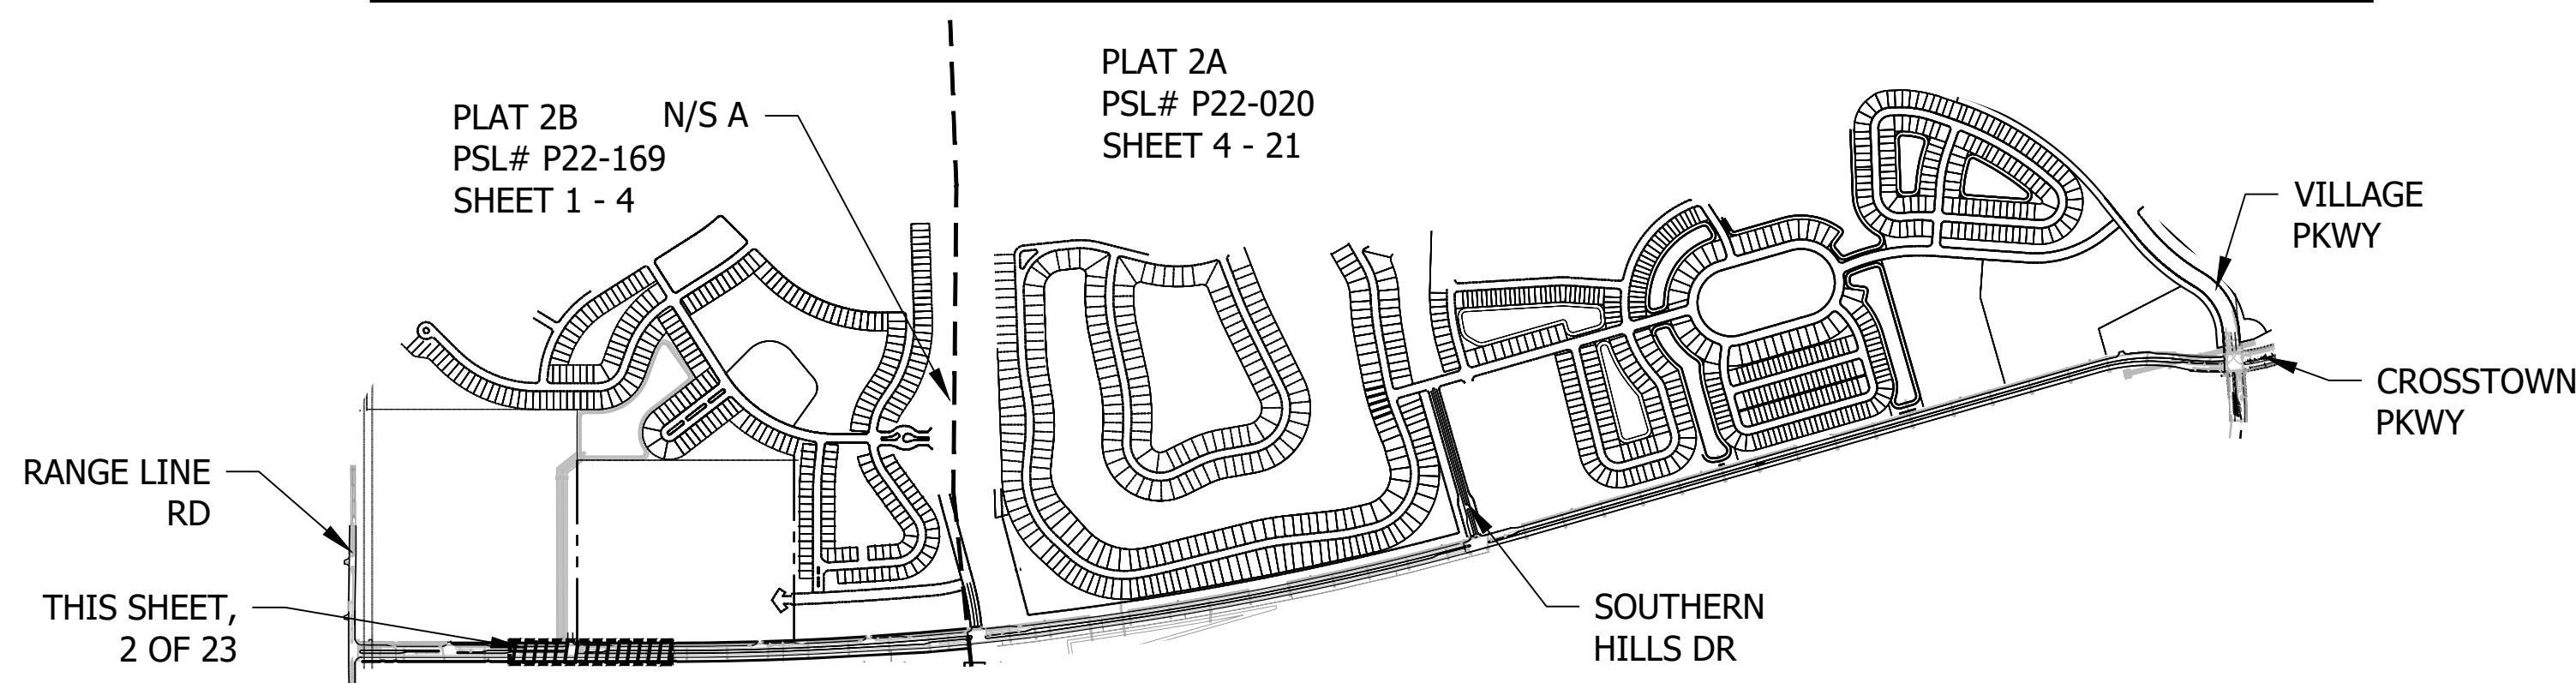 PLAT 2A
PSL# P22-020
SHEET 4 - 21
PLAT 2B
PSL# P22-169
SHEET 1 - 4
N/S A
VILLAGE
PKWY
CROSSTOWN
PKWY
RANGE LINE
RD
THIS SHEET,
2 OF 23
SOUTHERN
HILLS DR